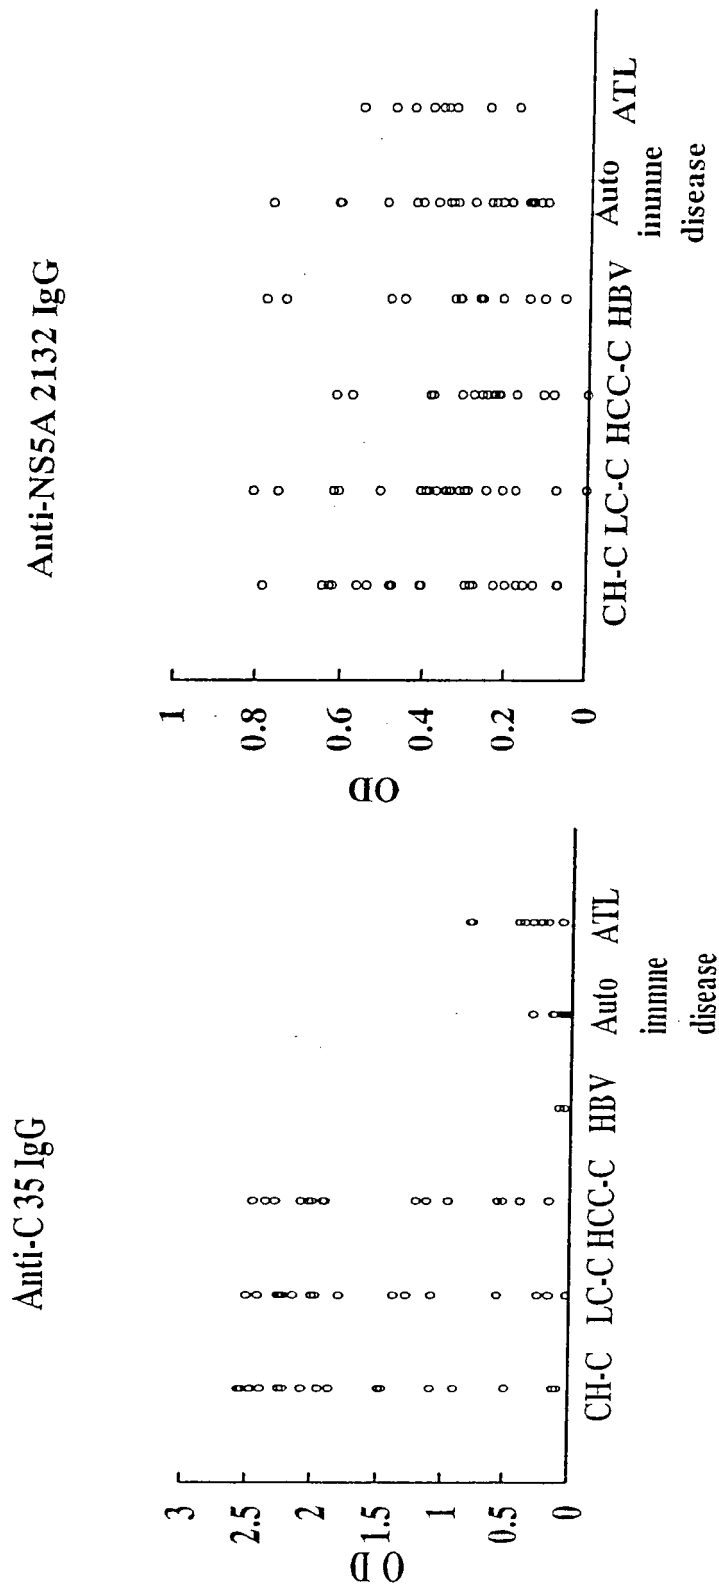 Anti-C 35 IgG
O D
3
2.5
2
1.5
1
0.5
0
CH-C LC-C HCC-C HBV Auto ATL
immne
disease
Anti-NS5A 2132 IgG
OD
1
0.8
0.6
0.4
0.2
0
CH-C LC-C HCC-C HBV Auto ATL
immne
disease